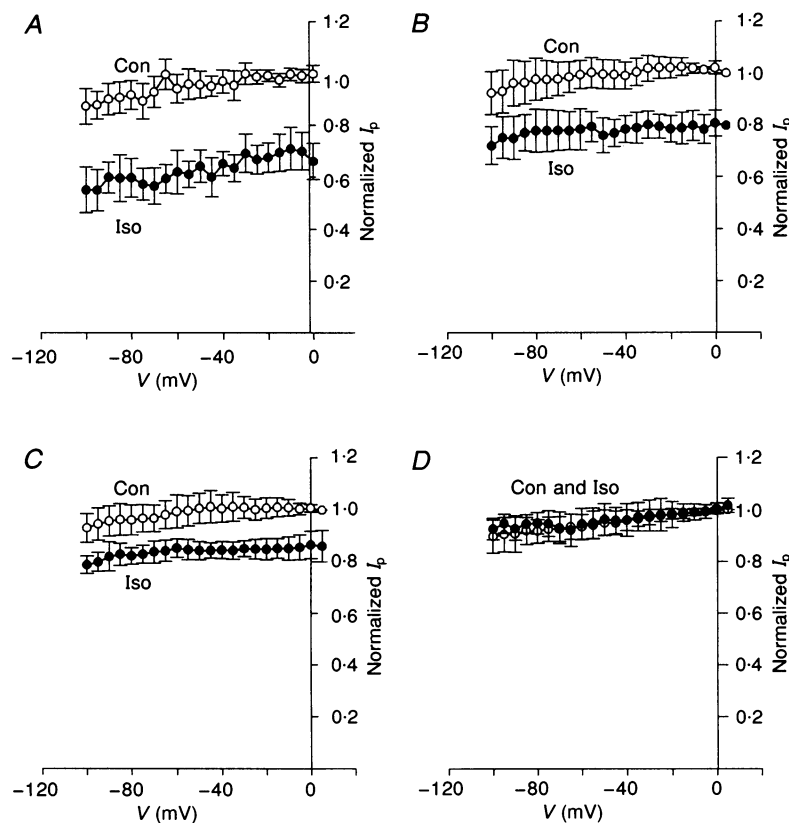 A
Con
Iso
1·2
1·0
0·8
0·6
0·4
0·2
Normalized Ip
−120
−80
−40
0
V (mV)
B
Con
Iso
1·2
1·0
0·8
0·6
0·4
0·2
Normalized Ip
−120
−80
−40
0
V (mV)
C
Con
Iso
1·2
1·0
0·8
0·6
0·4
0·2
Normalized Ip
−120
−80
−40
0
V (mV)
D
Con and Iso
1·2
1·0
0·8
0·6
0·4
0·2
Normalized Ip
−120
−80
−40
0
V (mV)